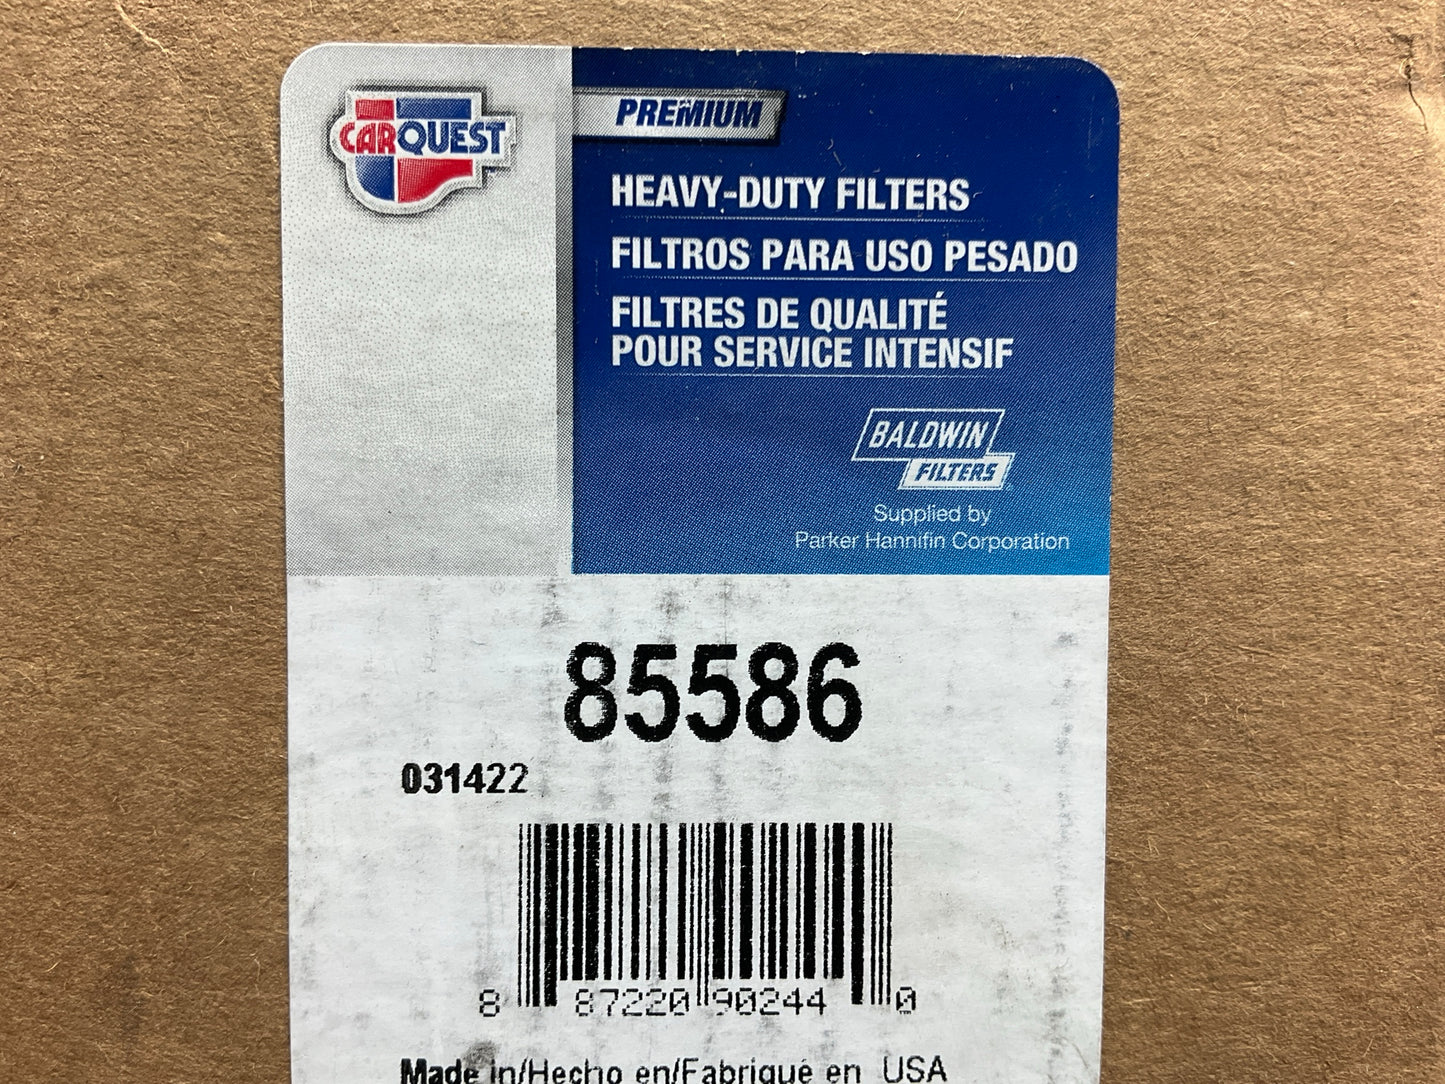 CARQUEST
PREMIUM
HEAVY-DUTY FILTERS
FILTROS PARA USO PESADO
FILTRES DE QUALITÉ
POUR SERVICE INTENSIF
BALDWIN
FILTERS
Supplied by
Parker Hannifin Corporation
85586
031422
8 87220 90244 0
Made in/Hecho en/Fabriqué en USA